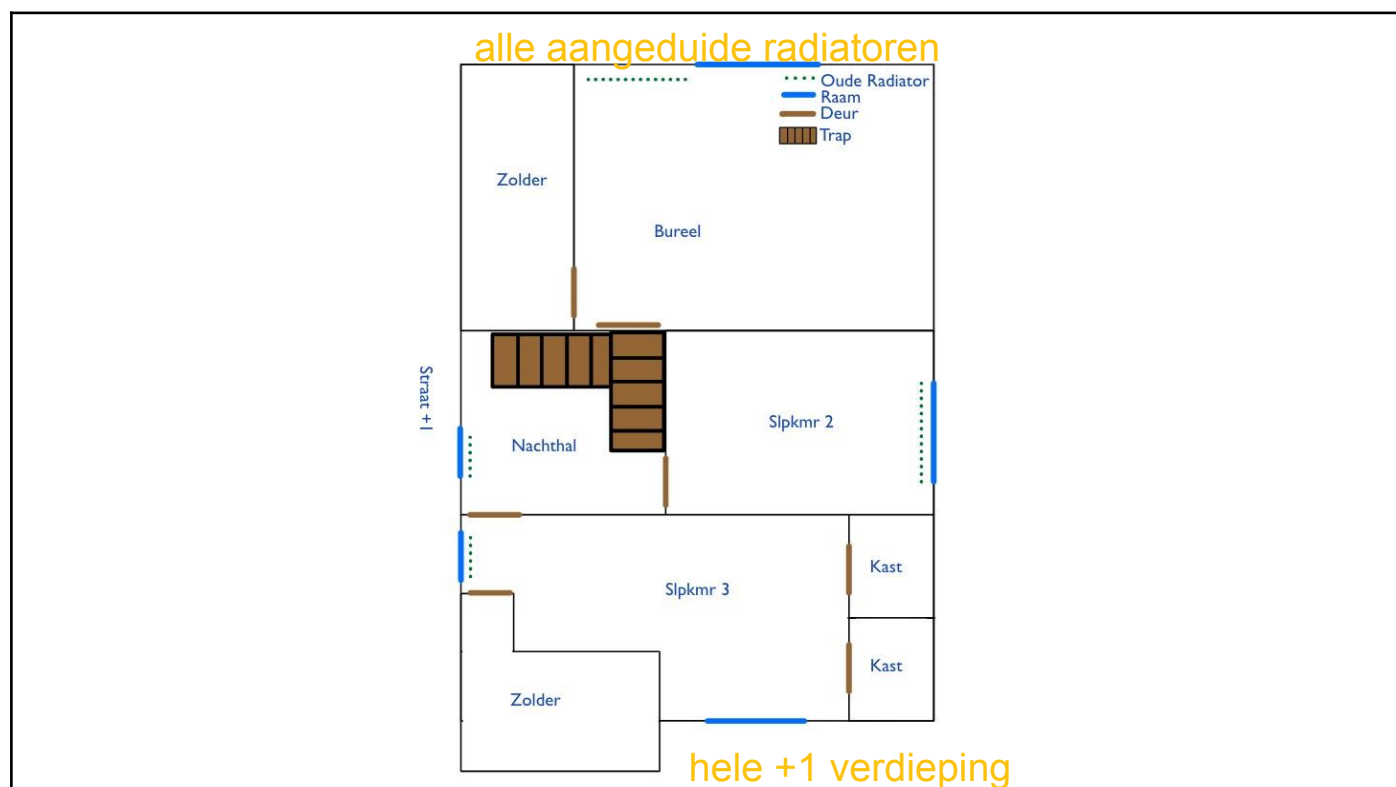 alle aangeduide radiatoren
Oude Radiator
Raam
Deur
Trap
Zolder
Bureel
Straat +1
Nachthal
Slpkmr 2
Slpkmr 3
Kast
Kast
Zolder
hele +1 verdieping